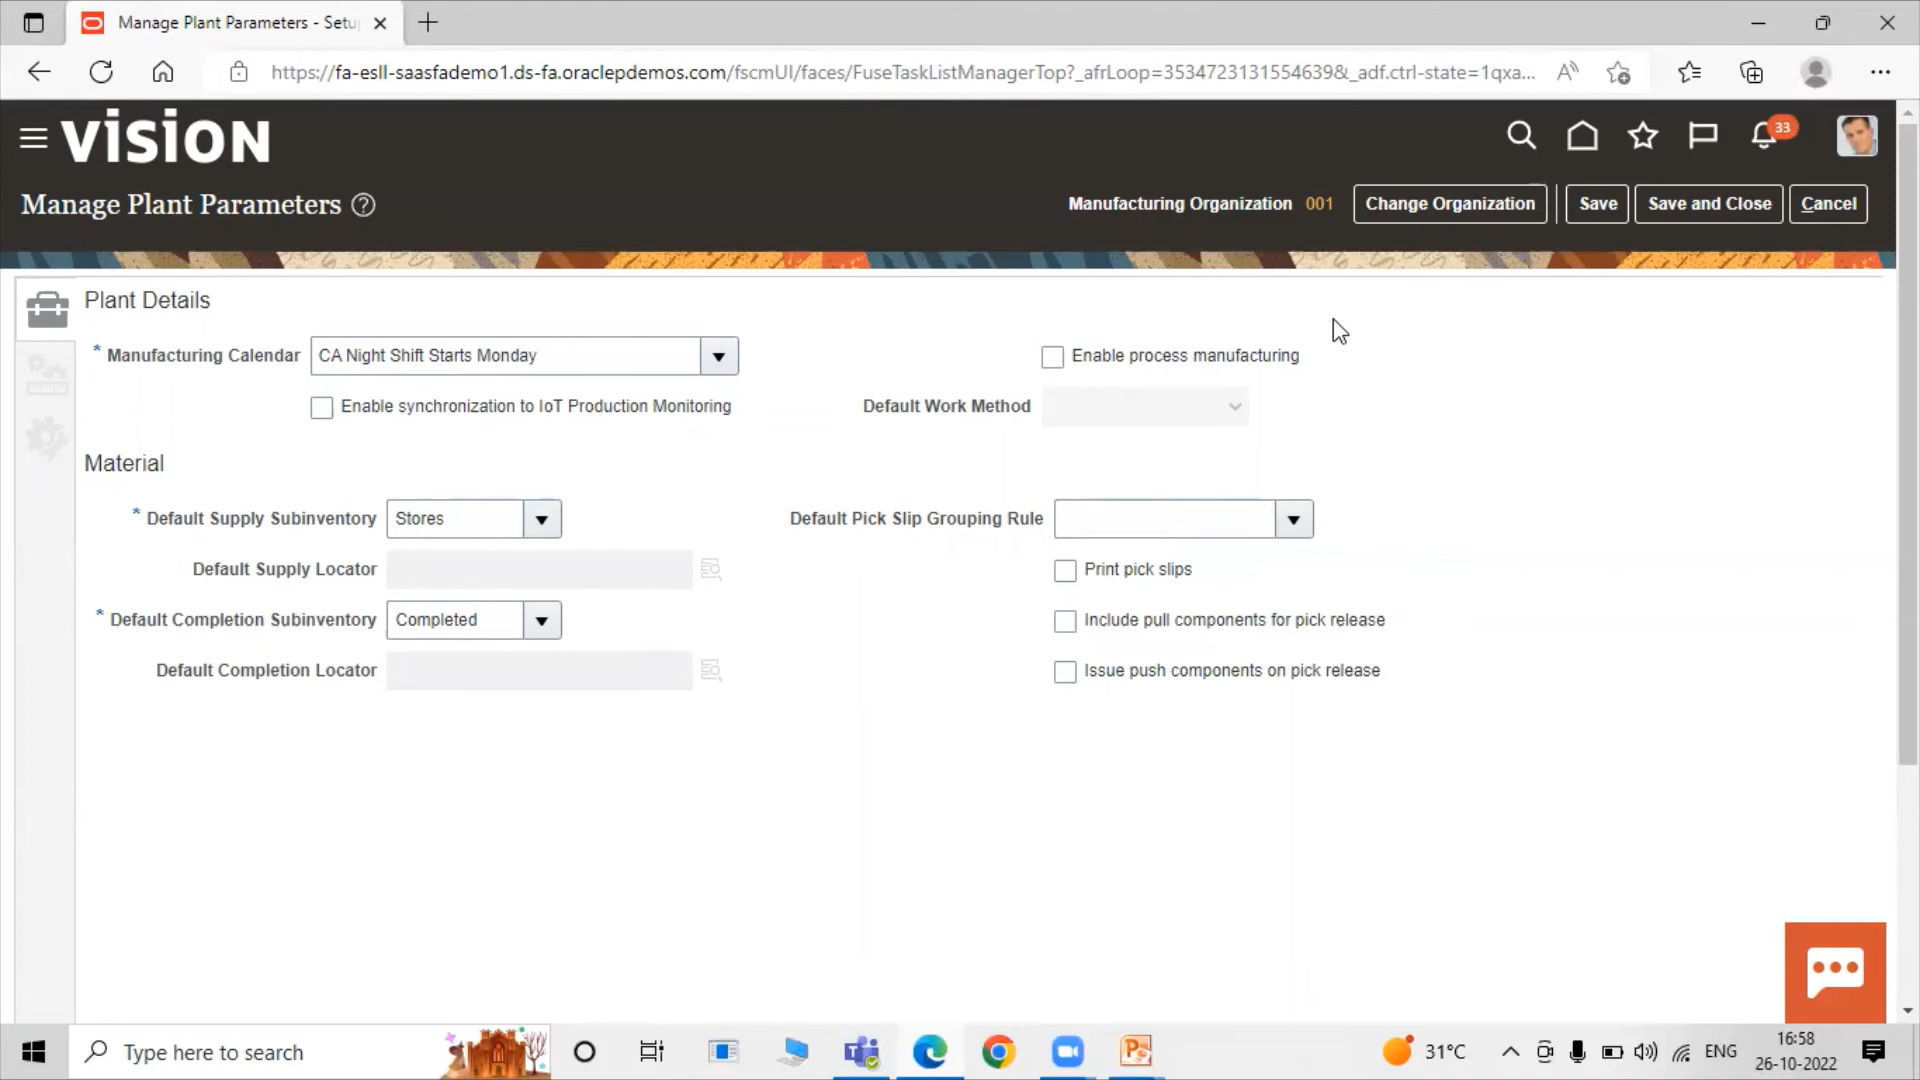 Manage Plant Parameters - Setu
https://fa-esll-saasfademo1.ds-fa.oraclepdemos.com/fscmUI/faces/FuseTaskListManagerTop?_afrLoop=3534723131554639&_adf.ctrl-state=1qxa...
VISION
33
Manage Plant Parameters
Manufacturing Organization 001 Change Organization Save Save and Close Cancel
Plant Details
* Manufacturing Calendar CA Night Shift Starts Monday Enable process manufacturing
Enable synchronization to IoT Production Monitoring Default Work Method
Material
* Default Supply Subinventory Stores Default Pick Slip Grouping Rule
Default Supply Locator Print pick slips
* Default Completion Subinventory Completed Include pull components for pick release
Default Completion Locator Issue push components on pick release
Type here to search
31°C
ENG
16:58
26-10-2022